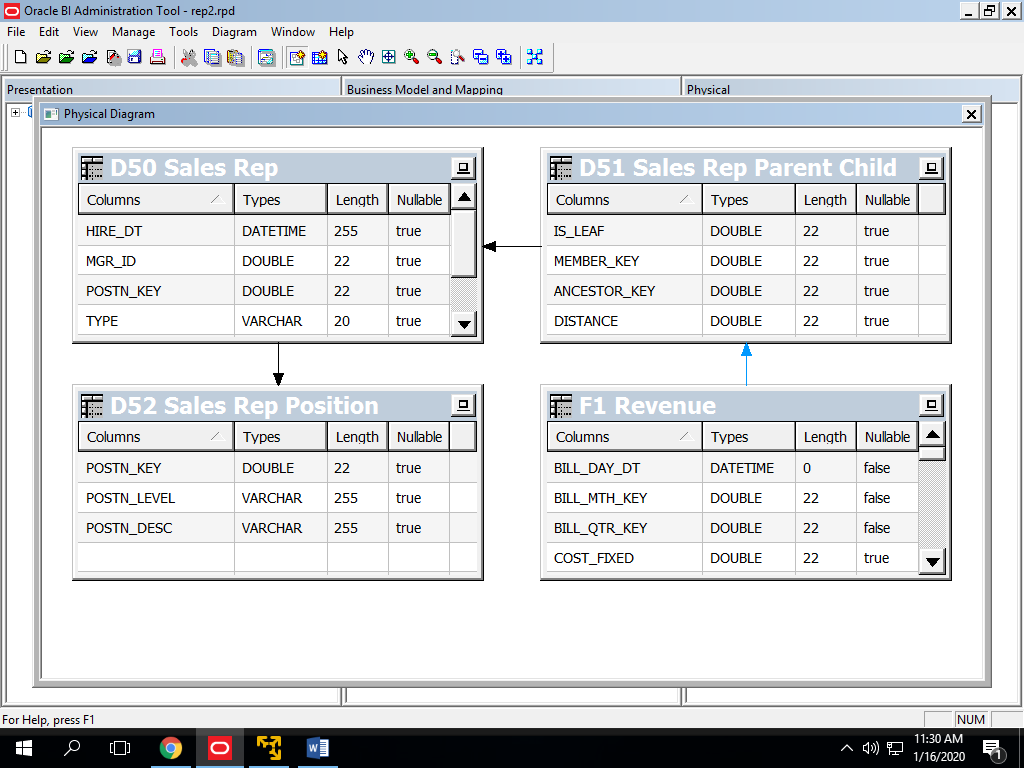 Oracle BI Administration Tool - rep2.rpd
File Edit View Manage Tools Diagram Window Help
Presentation Business Model and Mapping Physical
Physical Diagram
D50 Sales Rep
Columns Types Length Nullable
HIRE_DT DATETIME 255 true
MGR_ID DOUBLE 22 true
POSTN_KEY DOUBLE 22 true
TYPE VARCHAR 20 true
D51 Sales Rep Parent Child
Columns Types Length Nullable
IS_LEAF DOUBLE 22 true
MEMBER_KEY DOUBLE 22 true
ANCESTOR_KEY DOUBLE 22 true
DISTANCE DOUBLE 22 true
D52 Sales Rep Position
Columns Types Length Nullable
POSTN_KEY DOUBLE 22 true
POSTN_LEVEL VARCHAR 255 true
POSTN_DESC VARCHAR 255 true
F1 Revenue
Columns Types Length Nullable
BILL_DAY_DT DATETIME 0 false
BILL_MTH_KEY DOUBLE 22 false
BILL_QTR_KEY DOUBLE 22 false
COST_FIXED DOUBLE 22 true
For Help, press F1
NUM
11:30 AM
1/16/2020
1